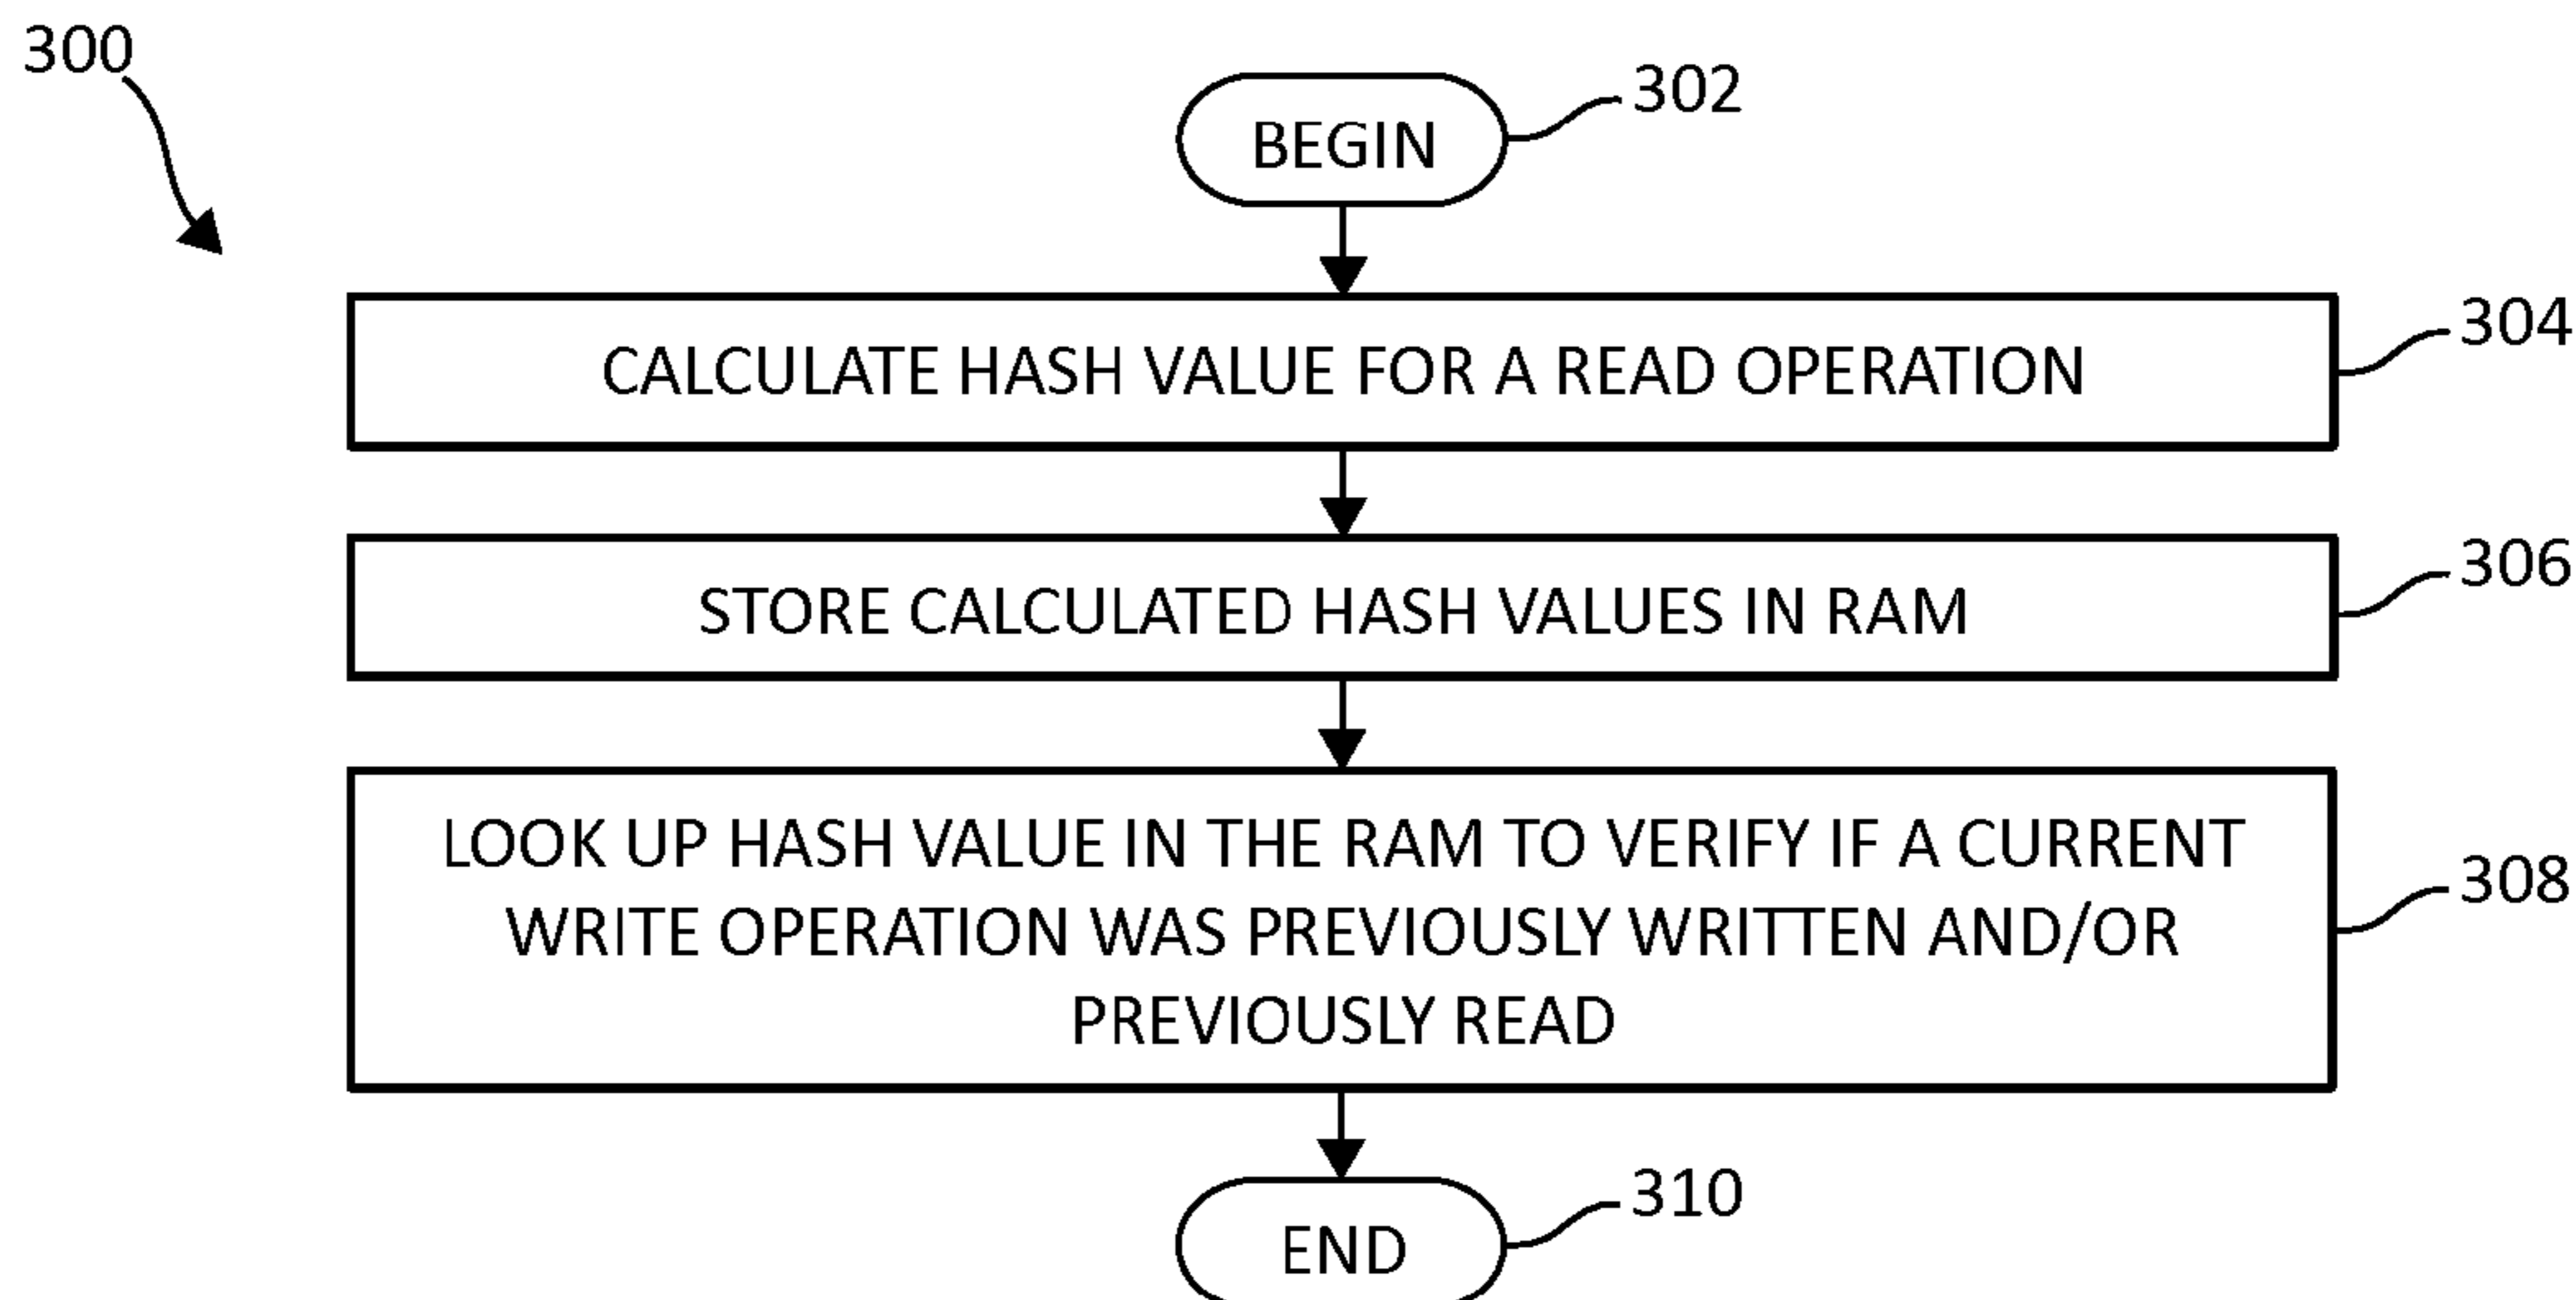 300
BEGIN
302
CALCULATE HASH VALUE FOR A READ OPERATION
304
STORE CALCULATED HASH VALUES IN RAM
306
LOOK UP HASH VALUE IN THE RAM TO VERIFY IF A CURRENT
WRITE OPERATION WAS PREVIOUSLY WRITTEN AND/OR
PREVIOUSLY READ
308
END
310